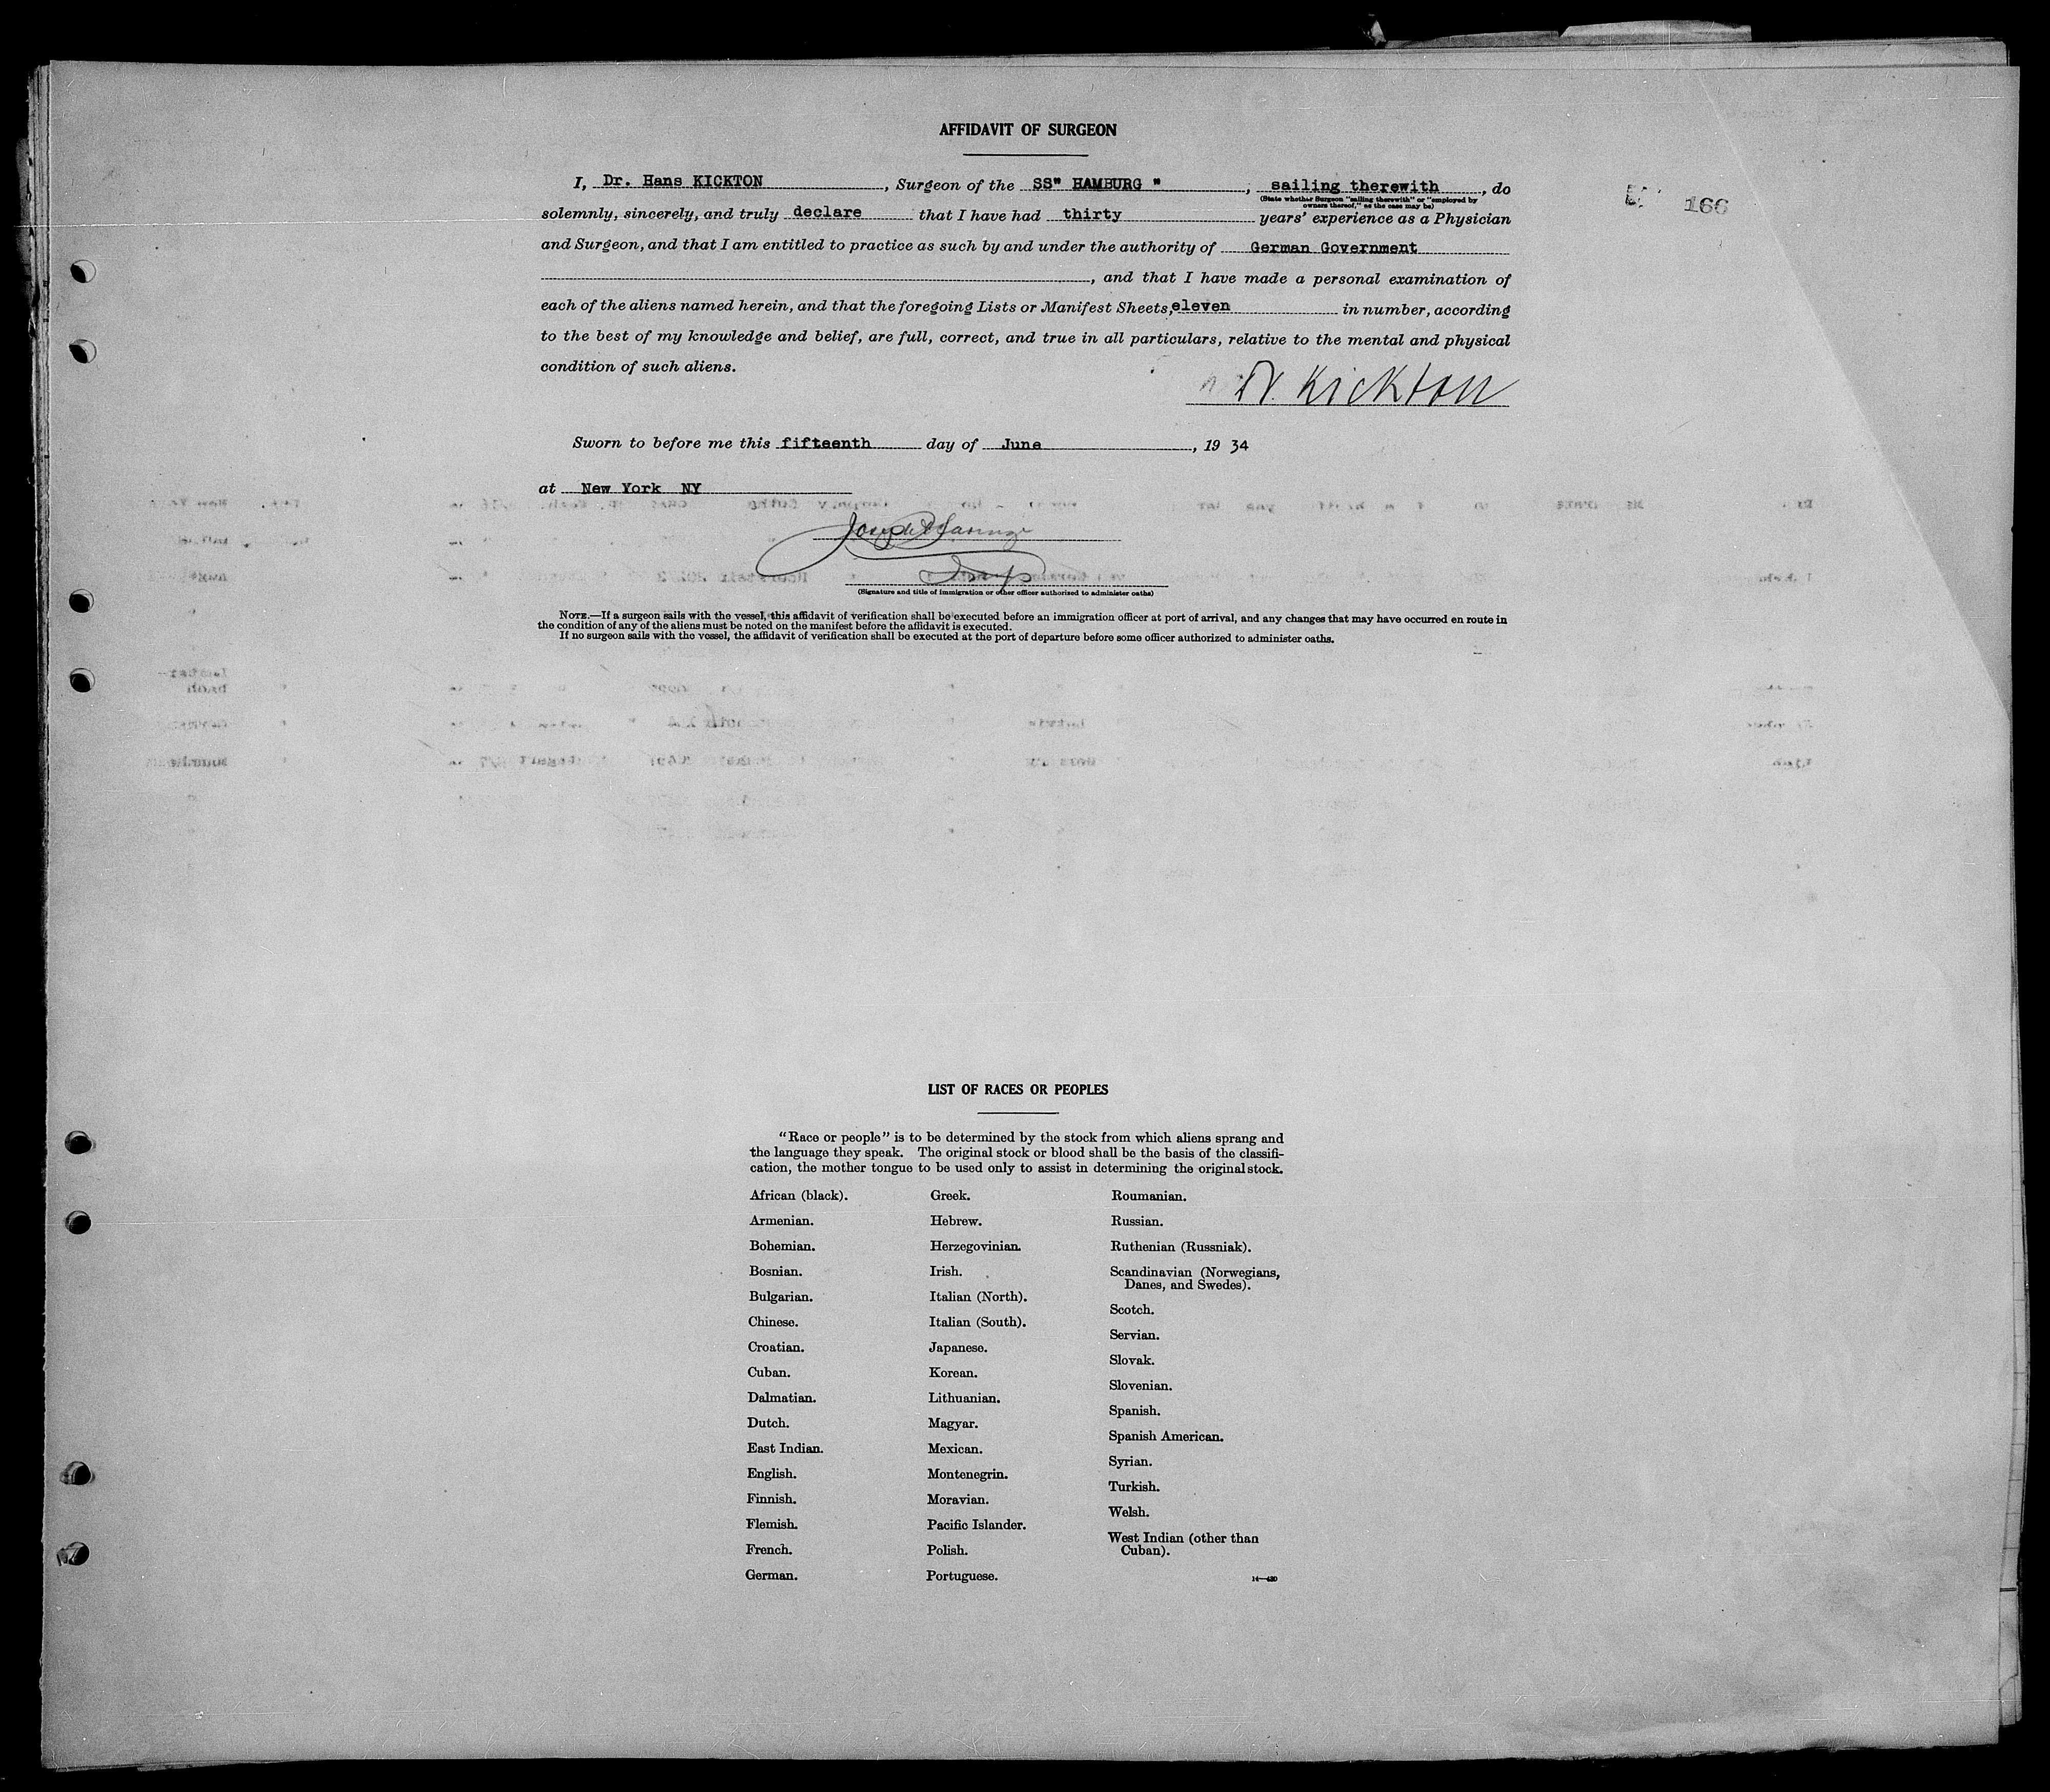 AFFIDAVIT OF SURGEON
I, Dr. Hans KICKTON, Surgeon of the SS" HAMBURG ", sailing therewith, do
(State whether Surgeon "sailing therewith" or "employed by
owners thereof," as the case may be)
166
solemnly, sincerely, and truly declare that I have had thirty years' experience as a Physician
and Surgeon, and that I am entitled to practice as such by and under the authority of German Government
, and that I have made a personal examination of
each of the aliens named herein, and that the foregoing Lists or Manifest Sheets, eleven in number, according
to the best of my knowledge and belief, are full, correct, and true in all particulars, relative to the mental and physical
condition of such aliens.
Dr. Kickton
Sworn to before me this fifteenth day of June, 19 34
at New York NY
(Signature and title of immigration or other officer authorized to administer oaths)
NOTE.—If a surgeon sails with the vessel, this affidavit of verification shall be executed before an immigration officer at port of arrival, and any changes that may have occurred en route in
the condition of any of the aliens must be noted on the manifest before the affidavit is executed.
If no surgeon sails with the vessel, the affidavit of verification shall be executed at the port of departure before some officer authorized to administer oaths.
LIST OF RACES OR PEOPLES
"Race or people" is to be determined by the stock from which aliens sprang and
the language they speak. The original stock or blood shall be the basis of the classifi-
cation, the mother tongue to be used only to assist in determining the original stock.
African (black).
Armenian.
Bohemian.
Bosnian.
Bulgarian.
Chinese.
Croatian.
Cuban.
Dalmatian.
Dutch.
East Indian.
English.
Finnish.
Flemish.
French.
German.
Greek.
Hebrew.
Herzegovinian.
Irish.
Italian (North).
Italian (South).
Japanese.
Korean.
Lithuanian.
Magyar.
Mexican.
Montenegrin.
Moravian.
Pacific Islander.
Polish.
Portuguese.
Roumanian.
Russian.
Ruthenian (Russniak).
Scandinavian (Norwegians,
Danes, and Swedes).
Scotch.
Servian.
Slovak.
Slovenian.
Spanish.
Spanish American.
Syrian.
Turkish.
Welsh.
West Indian (other than
Cuban).